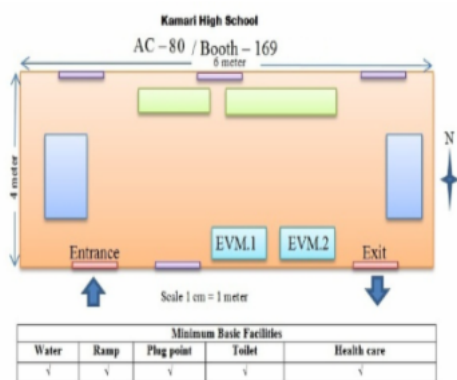 Kamari High School
AC – 80 / Booth – 169
6 meter
4 meter
N
EVM.1 EVM.2
Entrance Exit
Scale 1 cm = 1 meter
Minimum Basic Facilities
Water Ramp Plug point Toilet Health care
√ √ √ √ √